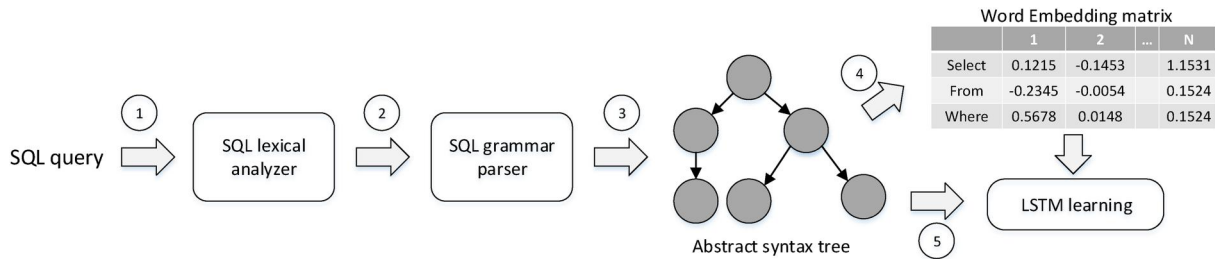 Word Embedding matrix
1 2 ... N
Select 0.1215 -0.1453 1.1531
From -0.2345 -0.0054 0.1524
Where 0.5678 0.0148 0.1524
1
2
3
4
SQL query
SQL lexical
analyzer
SQL grammar
parser
Abstract syntax tree
5
LSTM learning